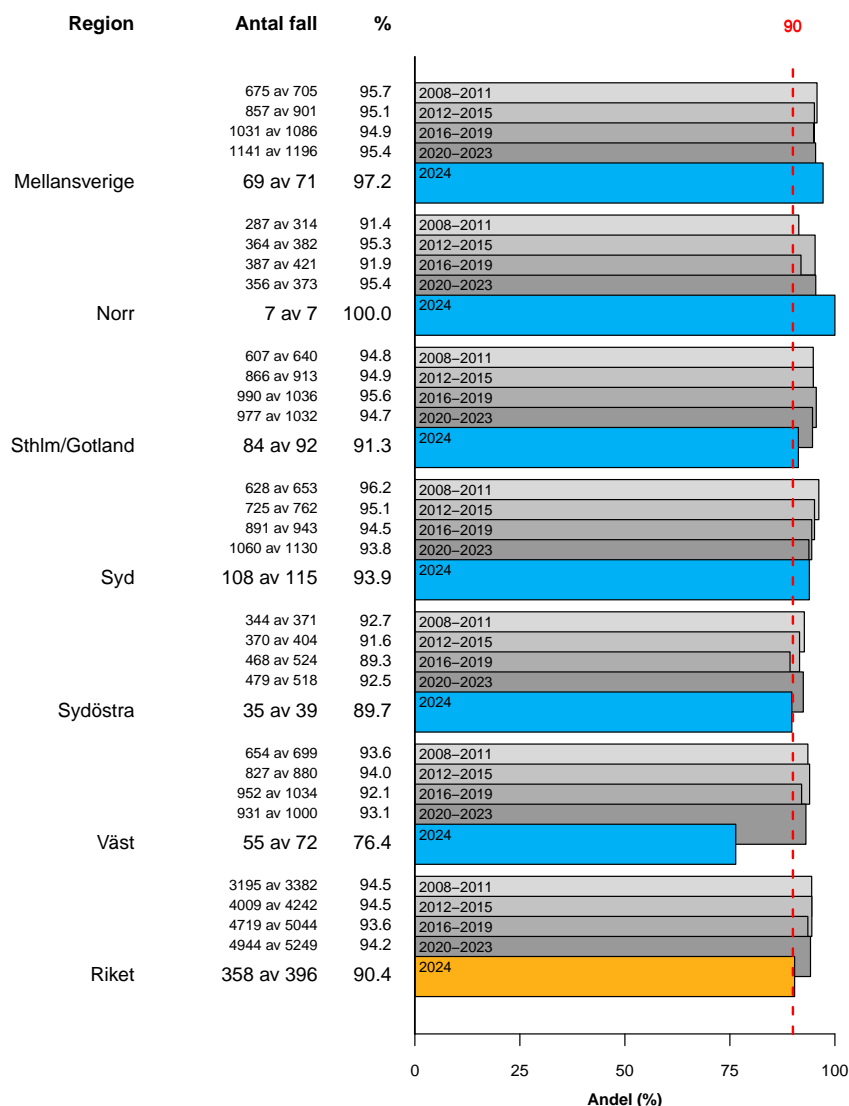 Region Antal fall % 90
675 av 705 95.7 2008–2011
857 av 901 95.1 2012–2015
1031 av 1086 94.9 2016–2019
1141 av 1196 95.4 2020–2023
Mellansverige 69 av 71 97.2 2024
287 av 314 91.4 2008–2011
364 av 382 95.3 2012–2015
387 av 421 91.9 2016–2019
356 av 373 95.4 2020–2023
Norr 7 av 7 100.0 2024
607 av 640 94.8 2008–2011
866 av 913 94.9 2012–2015
990 av 1036 95.6 2016–2019
977 av 1032 94.7 2020–2023
Sthlm/Gotland 84 av 92 91.3 2024
628 av 653 96.2 2008–2011
725 av 762 95.1 2012–2015
891 av 943 94.5 2016–2019
1060 av 1130 93.8 2020–2023
Syd 108 av 115 93.9 2024
344 av 371 92.7 2008–2011
370 av 404 91.6 2012–2015
468 av 524 89.3 2016–2019
479 av 518 92.5 2020–2023
Sydöstra 35 av 39 89.7 2024
654 av 699 93.6 2008–2011
827 av 880 94.0 2012–2015
952 av 1034 92.1 2016–2019
931 av 1000 93.1 2020–2023
Väst 55 av 72 76.4 2024
3195 av 3382 94.5 2008–2011
4009 av 4242 94.5 2012–2015
4719 av 5044 93.6 2016–2019
4944 av 5249 94.2 2020–2023
Riket 358 av 396 90.4 2024
0 25 50 75 100
Andel (%)